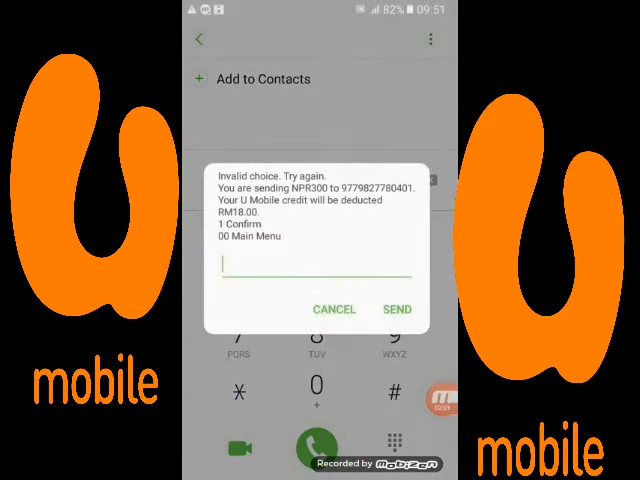 82% 09:51
Add to Contacts
Invalid choice. Try again.
You are sending NPR300 to 9779827780401.
Your U Mobile credit will be deducted
RM18.00.
1 Confirm
00 Main Menu
CANCEL SEND
7 8 9
PQRS TUV WXYZ
* 0 #
+
mobile
mobile
02:01
Recorded by mobizen